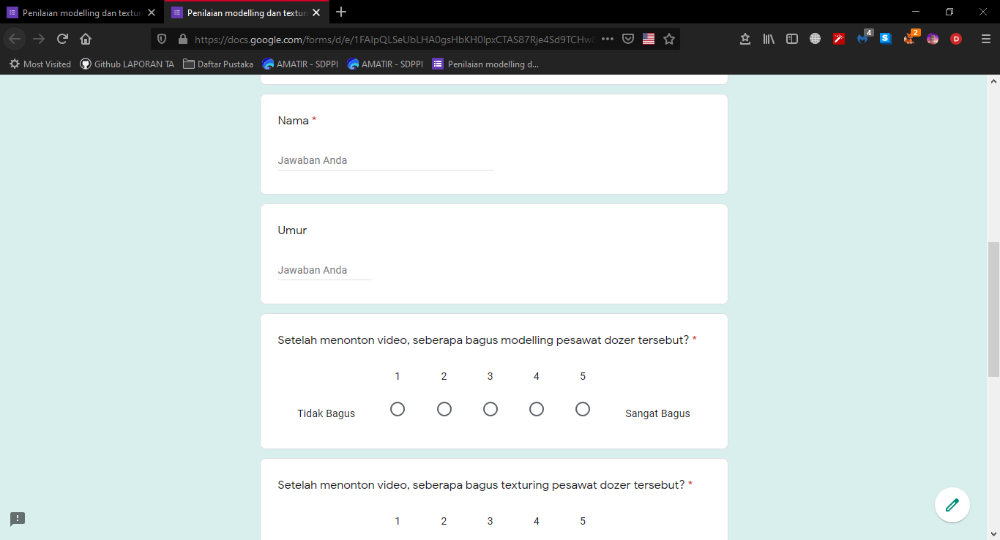 Penilaian modelling dan textur
Penilaian modelling dan textur
https://docs.google.com/forms/d/e/1FAIpQLSeUbLHA0gsHbKH0lpxCTAS87Rje4Sd9TCHw
4
S
2
D
Most Visited
Github LAPORAN TA
Daftar Pustaka
AMATIR - SDPPI
AMATIR - SDPPI
Penilaian modelling d...
Nama *
Jawaban Anda
Umur
Jawaban Anda
Setelah menonton video, seberapa bagus modelling pesawat dozer tersebut? *
1 2 3 4 5
Tidak Bagus Sangat Bagus
Setelah menonton video, seberapa bagus texturing pesawat dozer tersebut? *
1 2 3 4 5